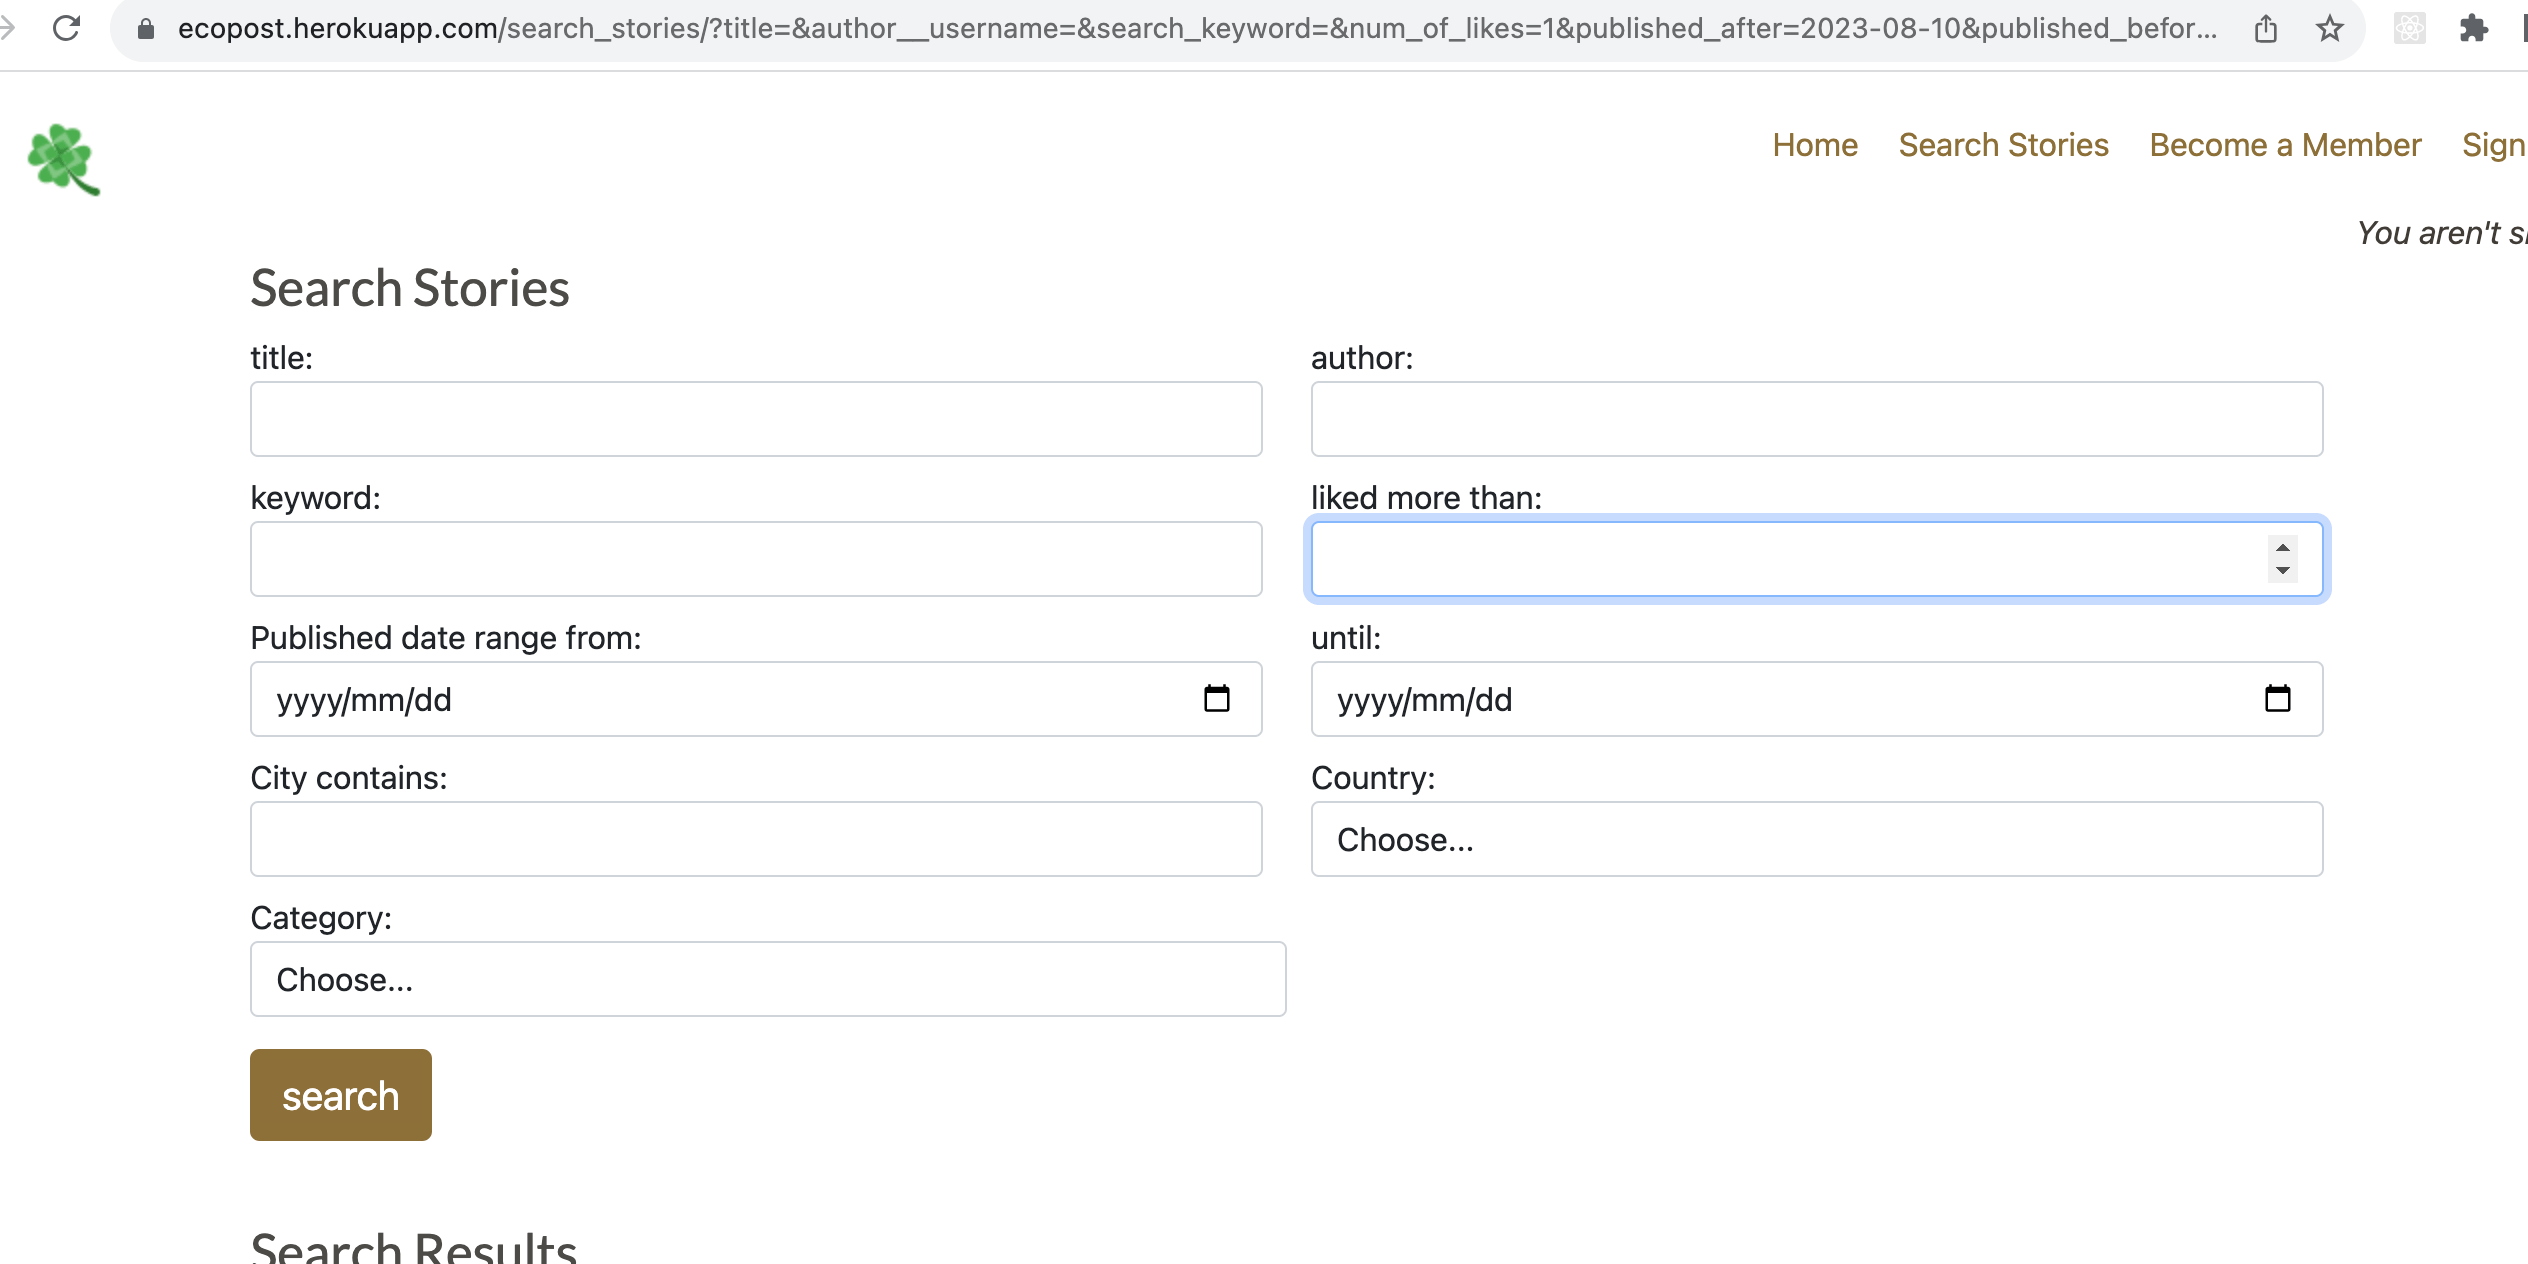 ecopost.herokuapp.com/search_stories/?title=&author__username=&search_keyword=&num_of_likes=1&published_after=2023-08-10&published_befor...
Home Search Stories Become a Member Sign
You aren't
Search Stories
title: author:
keyword: liked more than:
Published date range from: until:
yyyy/mm/dd yyyy/mm/dd
City contains: Country:
Choose...
Category:
Choose...
search
Search Results